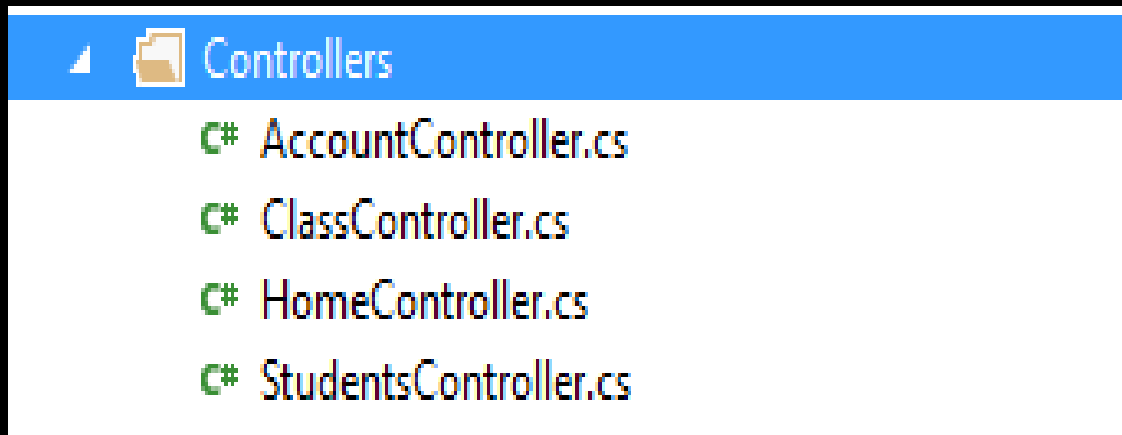 Controllers
C# AccountController.cs
C# ClassController.cs
C# HomeController.cs
C# StudentsController.cs